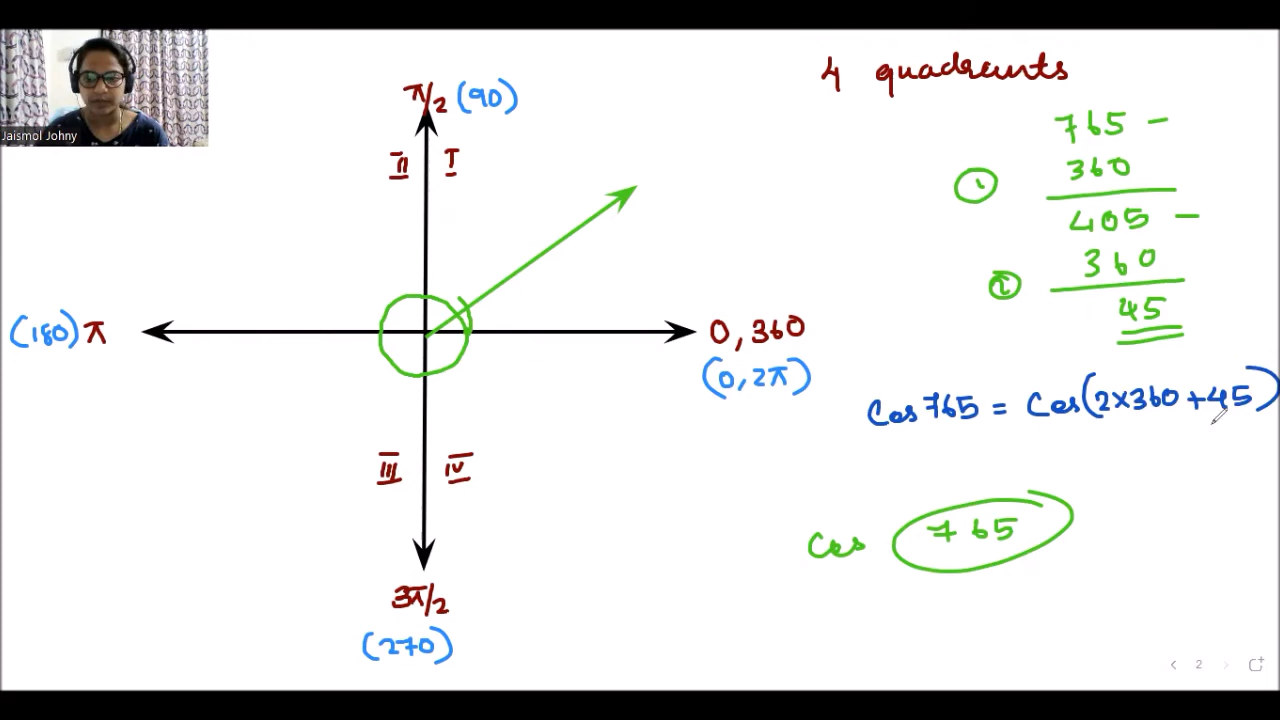 Jaismol Johny
4 quadrants
π/2 (90)
II I
765 -
360
1
405 -
360
2
45
(180) π
0, 360
(0, 2π)
Cos 765 = Cos(2×360 + 45)
III IV
Cos 765
3π/2
(270)
2